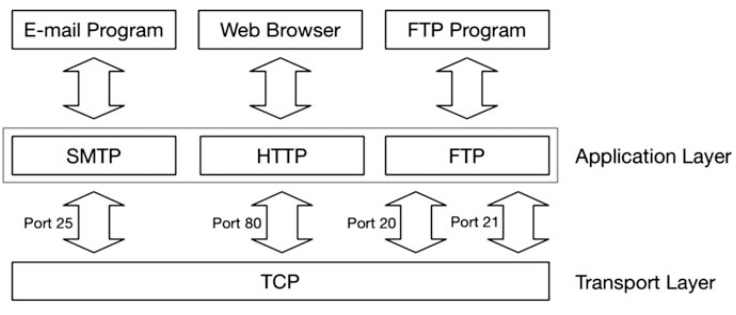 E-mail Program
Web Browser
FTP Program
SMTP
HTTP
FTP
Application Layer
Port 25
Port 80
Port 20
Port 21
TCP
Transport Layer